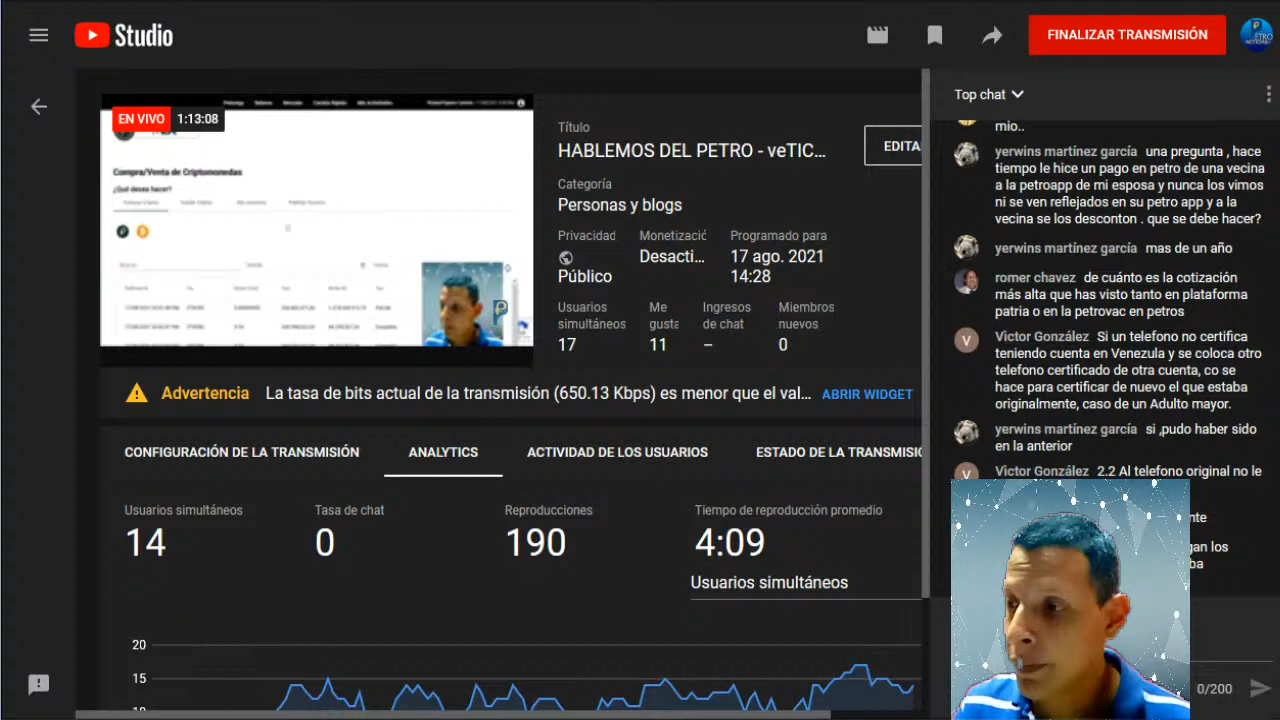 Studio
FINALIZAR TRANSMISIÓN
EN VIVO
1:13:08
Compra/Venta de Criptomonedas
¿Qué desea hacer?
Título
HABLEMOS DEL PETRO - veTIC...
EDITA
Categoría
Personas y blogs
Privacidad
Público
Monetizació
Desacti...
Programado para
17 ago. 2021
14:28
Usuarios
simultáneos
17
Me
gusta
11
Ingresos
de chat
–
Miembros
nuevos
0
Advertencia
La tasa de bits actual de la transmisión (650.13 Kbps) es menor que el val...
ABRIR WIDGET
CONFIGURACIÓN DE LA TRANSMISIÓN
ANALYTICS
ACTIVIDAD DE LOS USUARIOS
ESTADO DE LA TRANSMISIÓ
Usuarios simultáneos
14
Tasa de chat
0
Reproducciones
190
Tiempo de reproducción promedio
4:09
Usuarios simultáneos
20
15
10
Top chat
mio..
yerwins martínez garcía una pregunta , hace
tiempo le hice un pago en petro de una vecina
a la petroapp de mi esposa y nunca los vimos
ni se ven reflejados en su petro app y a la
vecina se los desconton . que se debe hacer?
yerwins martínez garcía mas de un año
romer chavez de cuánto es la cotización
más alta que has visto tanto en plataforma
patria o en la petrovac en petros
V
Victor González Si un telefono no certifica
teniendo cuenta en Venezula y se coloca otro
telefono certificado de otra cuenta, co se
hace para certificar de nuevo el que estaba
originalmente, caso de un Adulto mayor.
yerwins martínez garcía si ,pudo haber sido
en la anterior
V
Victor González 2.2 Al telefono original no le
nte
gan los
ba
0/200